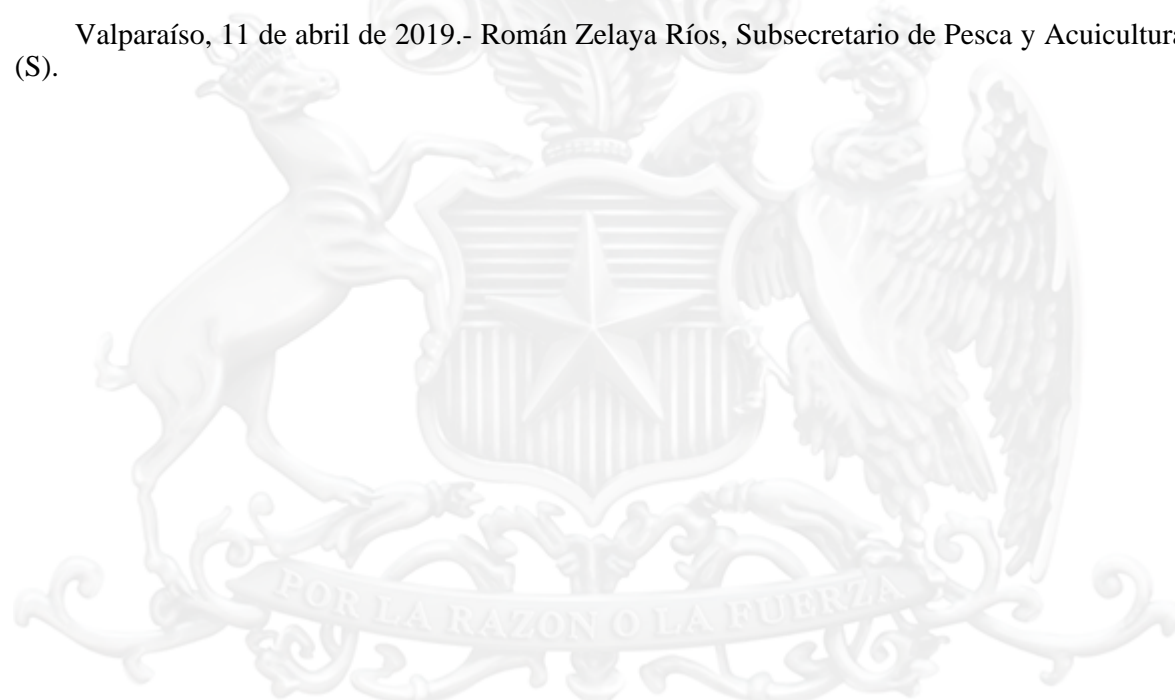 Valparaíso, 11 de abril de 2019.- Román Zelaya Ríos, Subsecretario de Pesca y Acuicultura
(S).
POR LA RAZON O LA FUERZA